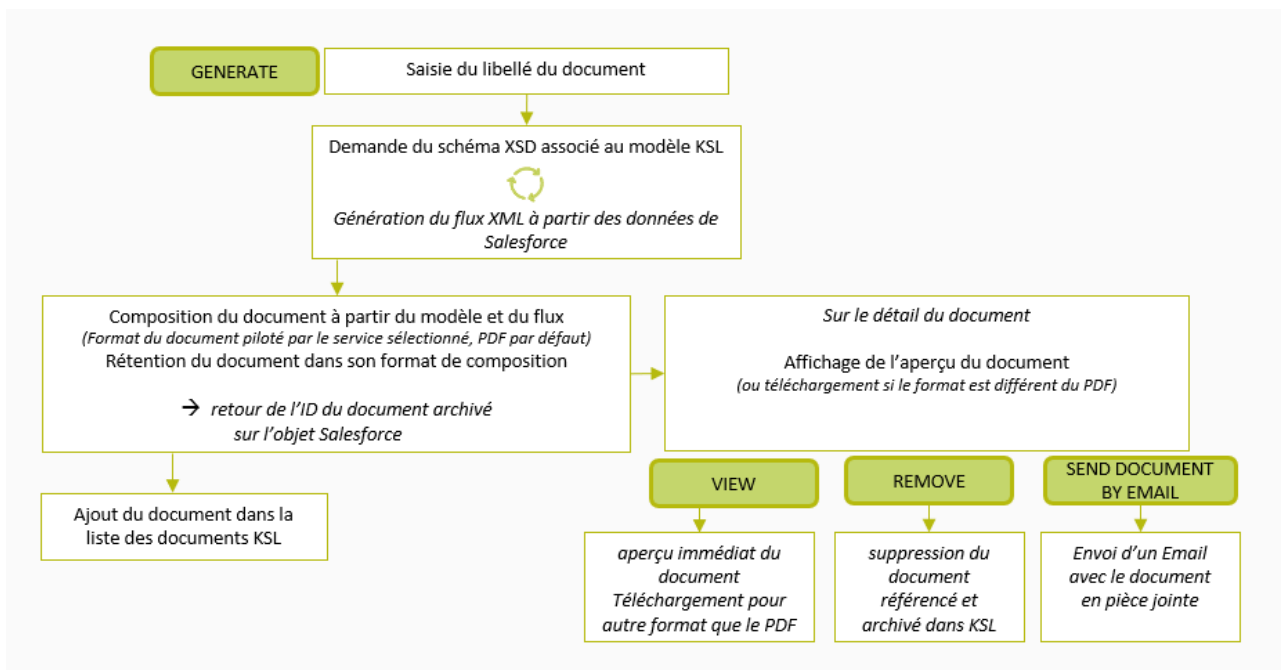 GENERATE
Saisie du libellé du document
Demande du schéma XSD associé au modèle KSL
Génération du flux XML à partir des données de
Salesforce
Composition du document à partir du modèle et du flux
(Format du document piloté par le service sélectionné, PDF par défaut)
Rétention du document dans son format de composition
→ retour de l’ID du document archivé
sur l’objet Salesforce
Sur le détail du document
Affichage de l’aperçu du document
(ou téléchargement si le format est différent du PDF)
Ajout du document dans la
liste des documents KSL
VIEW
REMOVE
SEND DOCUMENT
BY EMAIL
aperçu immédiat du
document
Téléchargement pour
autre format que le PDF
suppression du
document
référencé et
archivé dans KSL
Envoi d’un Email
avec le document
en pièce jointe